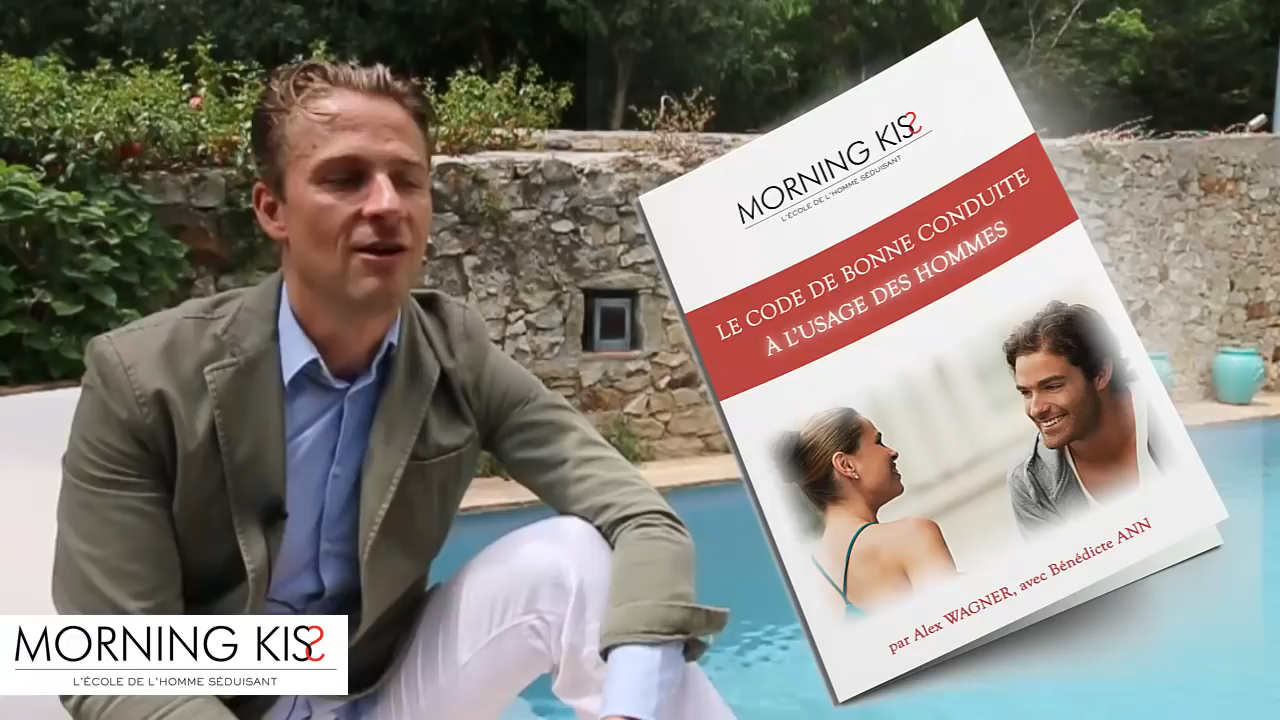 MORNING KISS
L'ÉCOLE DE L'HOMME SÉDUISANT
LE CODE DE BONNE CONDUITE
À L'USAGE DES HOMMES
par Alex WAGNER, avec Bénédicte ANN
MORNING KISS
L'ÉCOLE DE L'HOMME SÉDUISANT